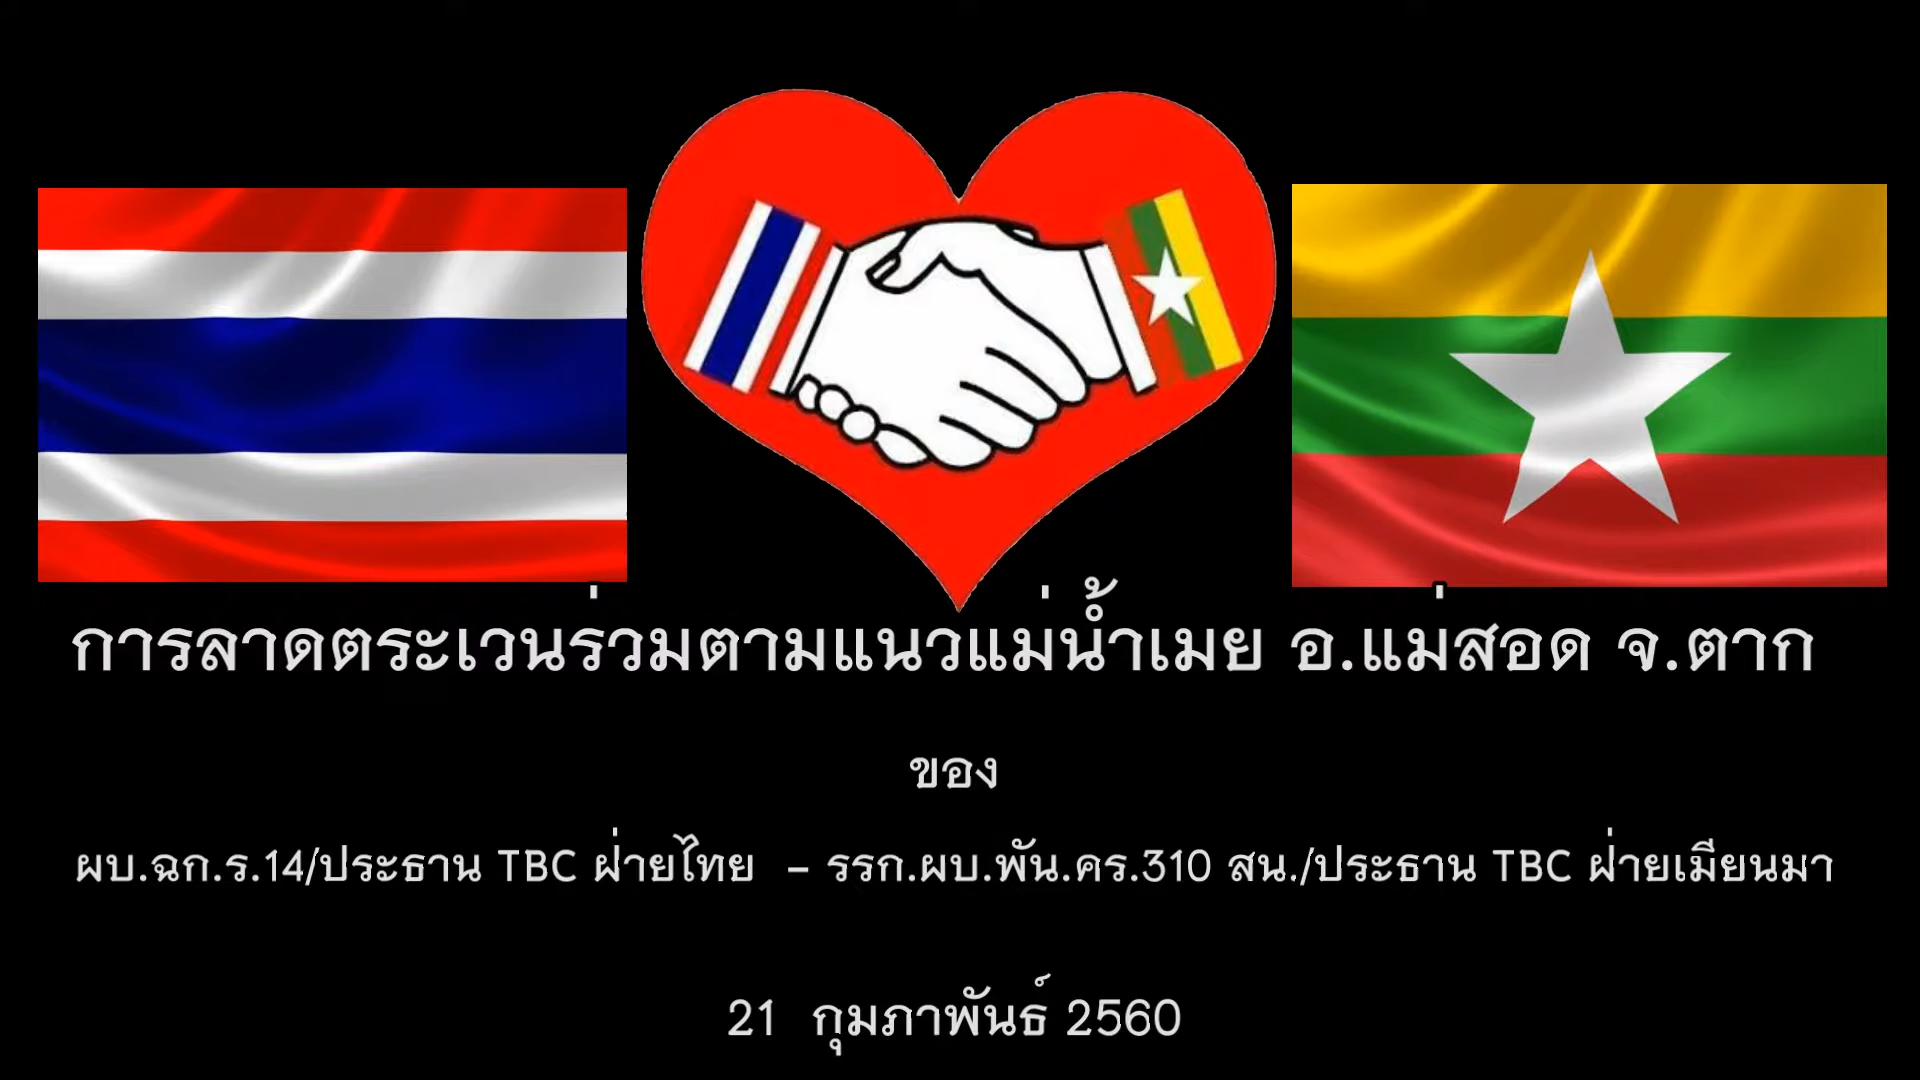 การลาดตระเวนร่วมตามแนวแม่น้ำเมย อ.แม่สอด จ.ตาก
ของ
ผบ.ฉก.ร.14/ประธาน TBC ฝ่ายไทย – รรก.ผบ.พัน.คร.310 สน./ประธาน TBC ฝ่ายเมียนมา
21 กุมภาพันธ์ 2560